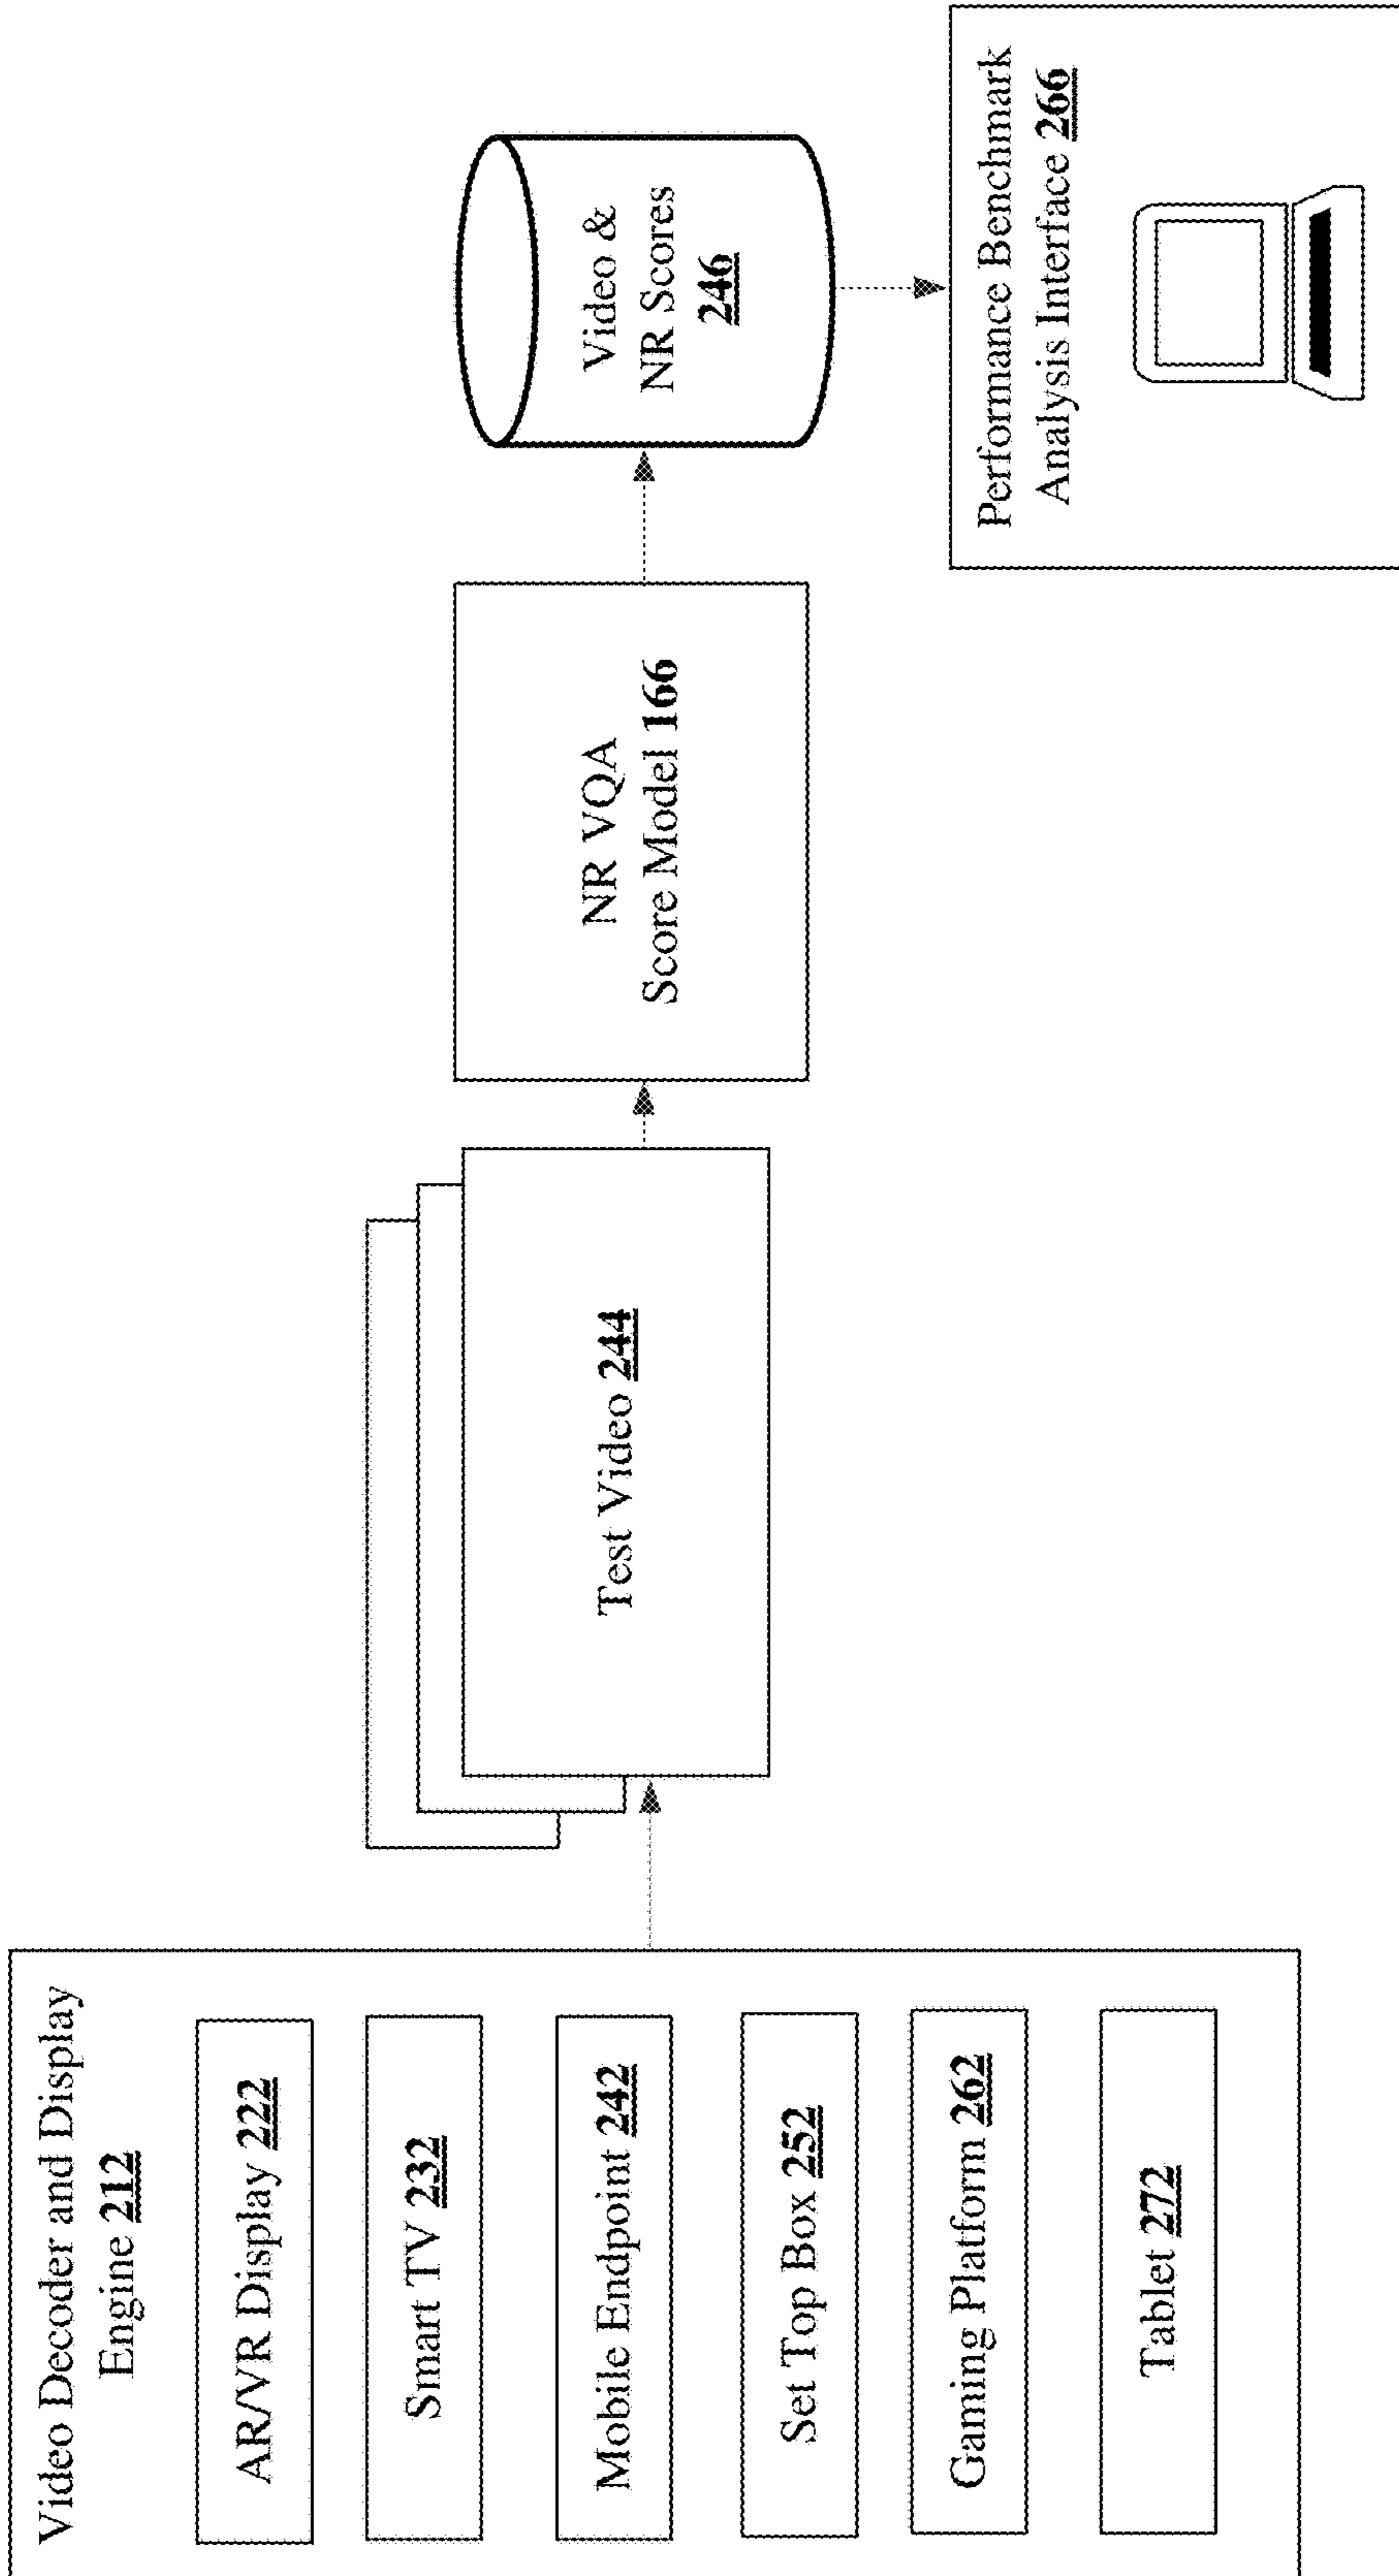 Video Decoder and Display
Engine 212
AR/VR Display 222
Smart TV 232
Mobile Endpoint 242
Set Top Box 252
Gaming Platform 262
Tablet 272
Test Video 244
NR VQA
Score Model 166
Video &
NR Scores
246
Performance Benchmark
Analysis Interface 266